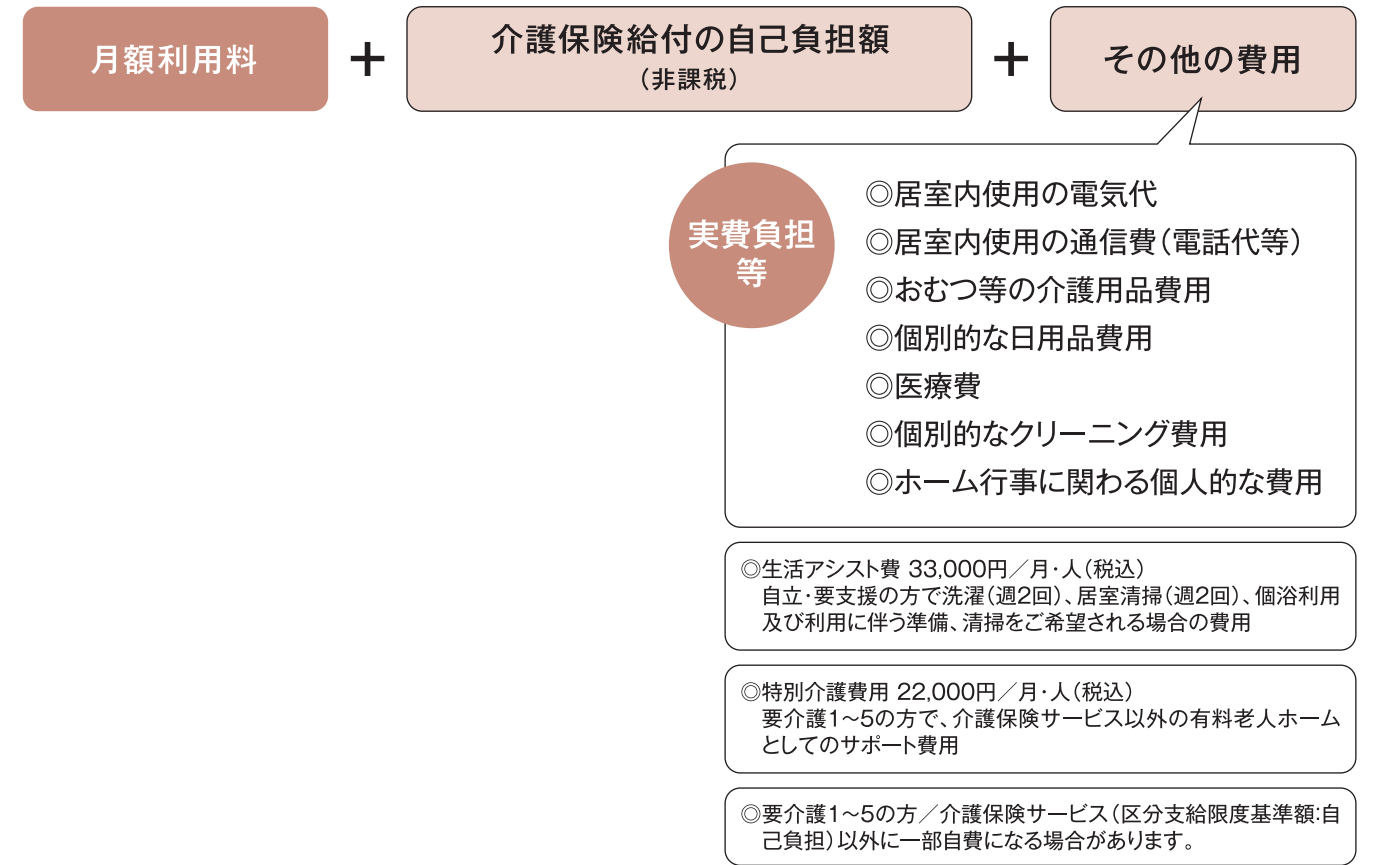 月額利用料
+
介護保険給付の自己負担額
（非課税）
+
その他の費用
実費負担
等
◎居室内使用の電気代
◎居室内使用の通信費（電話代等）
◎おむつ等の介護用品費用
◎個別的な日用品費用
◎医療費
◎個別的なクリーニング費用
◎ホーム行事に関わる個人的な費用
◎生活アシスト費 33,000円／月・人（税込）
自立・要支援の方で洗濯（週2回）、居室清掃（週2回）、個浴利用
及び利用に伴う準備、清掃をご希望される場合の費用
◎特別介護費用 22,000円／月・人（税込）
要介護1～5の方で、介護保険サービス以外の有料老人ホーム
としてのサポート費用
◎要介護1～5の方／介護保険サービス（区分支給限度基準額：自
己負担）以外に一部自費になる場合があります。